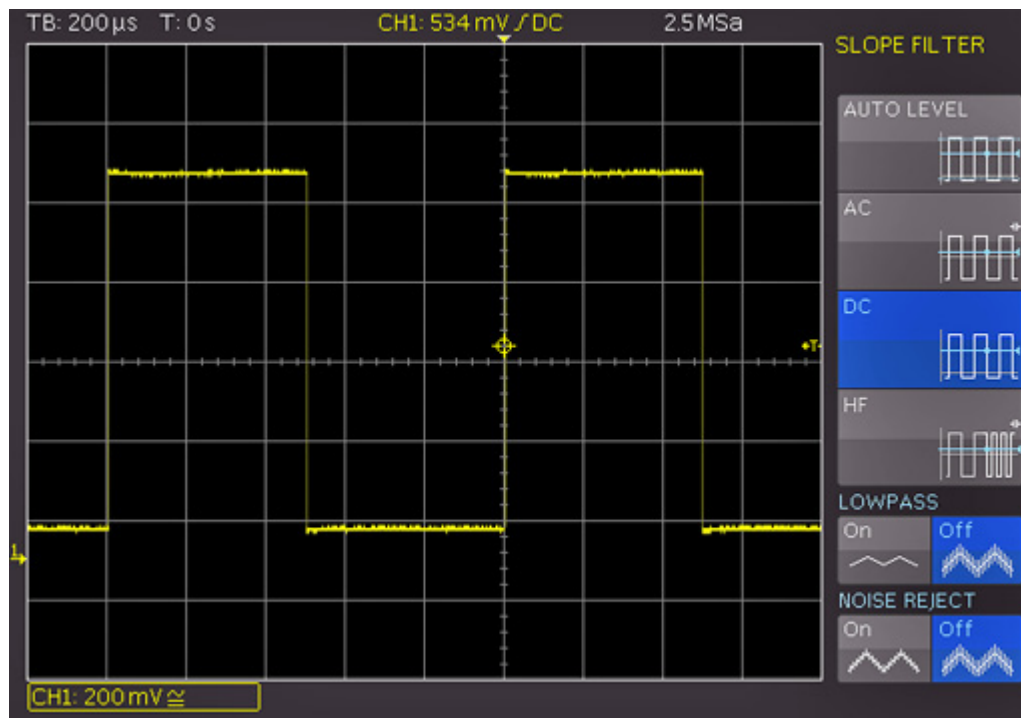 TB: 200µs T: 0s CH1: 534 mV / DC 2.5MSa
SLOPE FILTER
AUTO LEVEL
AC
DC
HF
LOWPASS
On Off
NOISE REJECT
On Off
T
1
CH1: 200 mV ≅